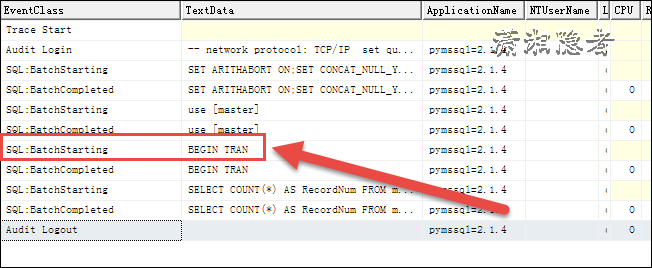 EventClass TextData ApplicationName NTUserName L CPU R
Trace Start
Audit Login -- network protocol: TCP/IP set qu... pymssql=2.1.4
SQL:BatchStarting SET ARITHABORT ON;SET CONCAT_NULL_Y... pymssql=2.1.4
SQL:BatchCompleted SET ARITHABORT ON;SET CONCAT_NULL_Y... pymssql=2.1.4 0
SQL:BatchStarting use [master] pymssql=2.1.4
SQL:BatchCompleted use [master] pymssql=2.1.4 0
SQL:BatchStarting BEGIN TRAN pymssql=2.1.4
SQL:BatchCompleted BEGIN TRAN pymssql=2.1.4 0
SQL:BatchStarting SELECT COUNT(*) AS RecordNum FROM m... pymssql=2.1.4
SQL:BatchCompleted SELECT COUNT(*) AS RecordNum FROM m... pymssql=2.1.4 0
Audit Logout pymssql=2.1.4 0
潇湘隐者